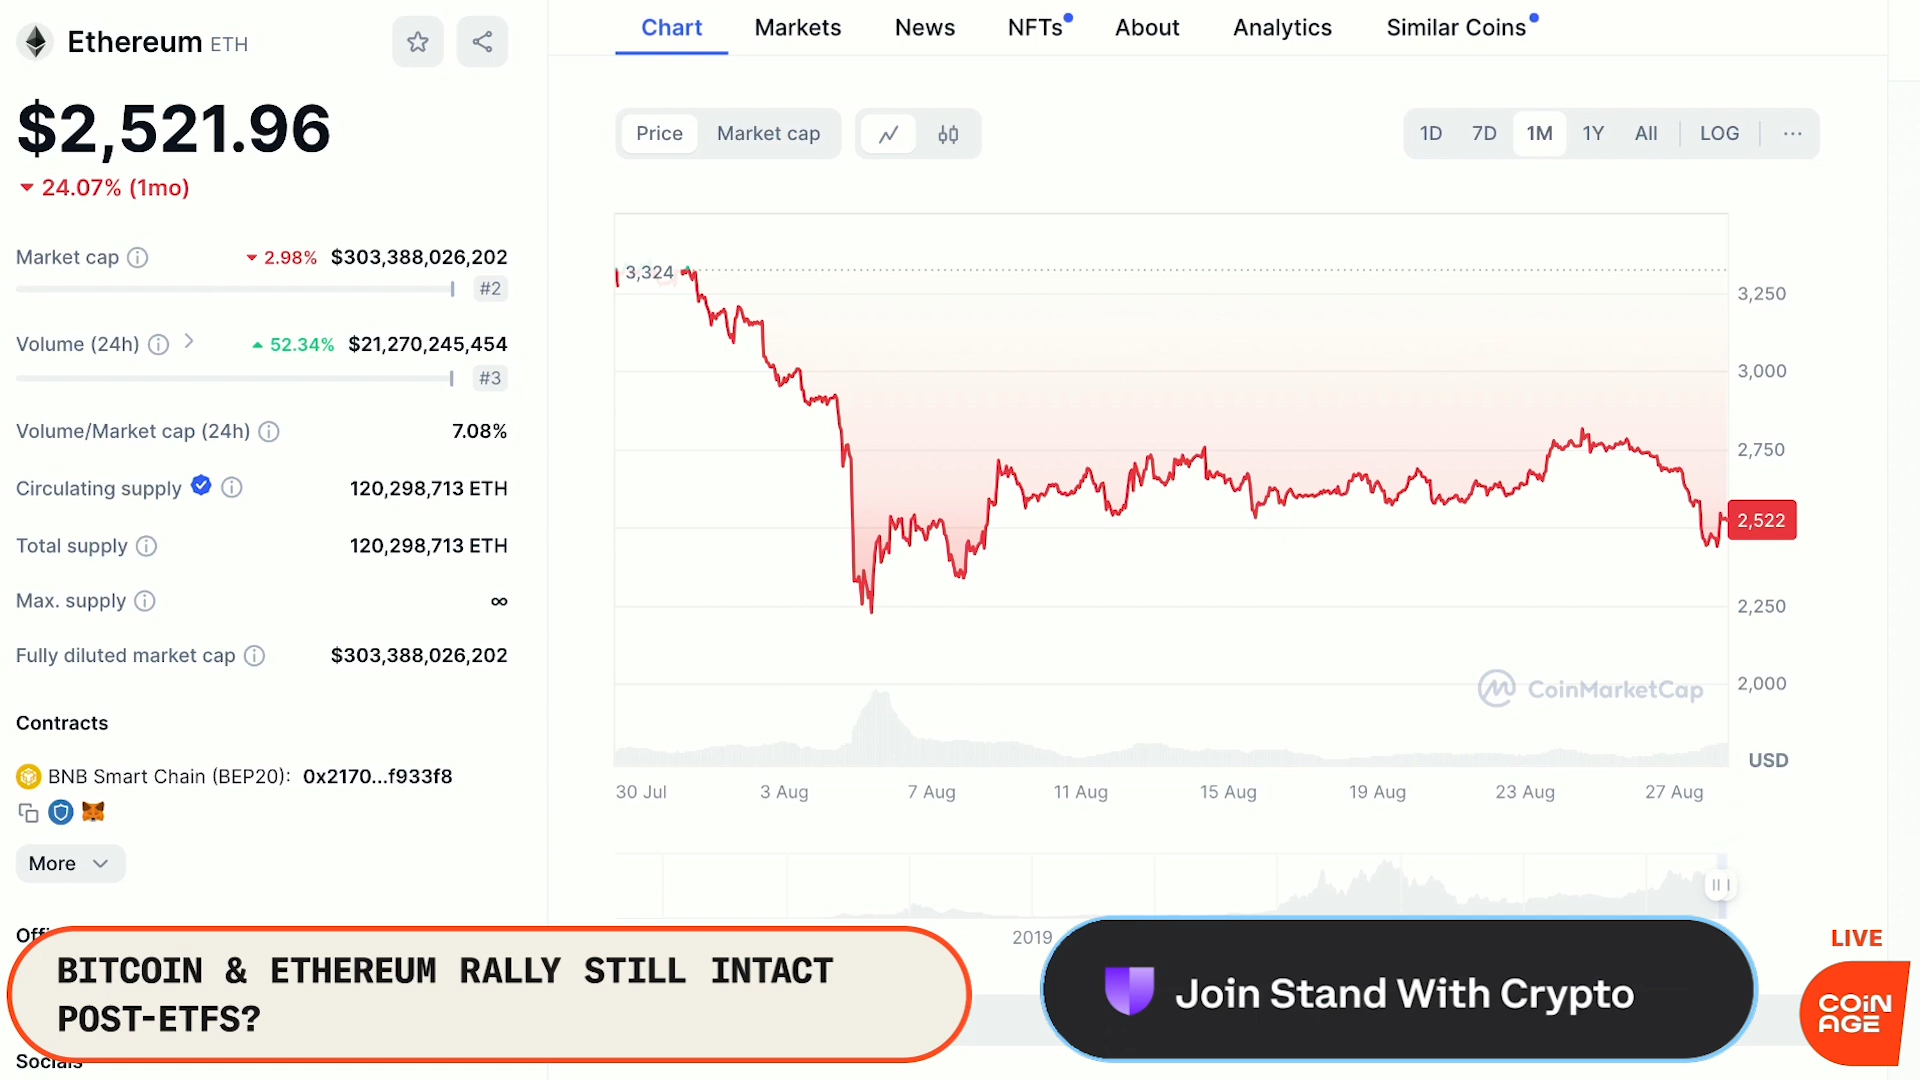 Ethereum ETH
$2,521.96
24.07% (1mo)
Market cap 2.98% $303,388,026,202
#2
Volume (24h) 52.34% $21,270,245,454
#3
Volume/Market cap (24h) 7.08%
Circulating supply 120,298,713 ETH
Total supply 120,298,713 ETH
Max. supply ∞
Fully diluted market cap $303,388,026,202
Contracts
BNB Smart Chain (BEP20): 0x2170...f933f8
More
Chart Markets News NFTs About Analytics Similar Coins
Price Market cap
1D 7D 1M 1Y All LOG ...
3,324
3,250
3,000
2,750
2,522
2,250
2,000
CoinMarketCap
USD
30 Jul 3 Aug 7 Aug 11 Aug 15 Aug 19 Aug 23 Aug 27 Aug
2019
BITCOIN & ETHEREUM RALLY STILL INTACT
POST-ETFS?
Socials
Join Stand With Crypto
LIVE
COiN
AGE